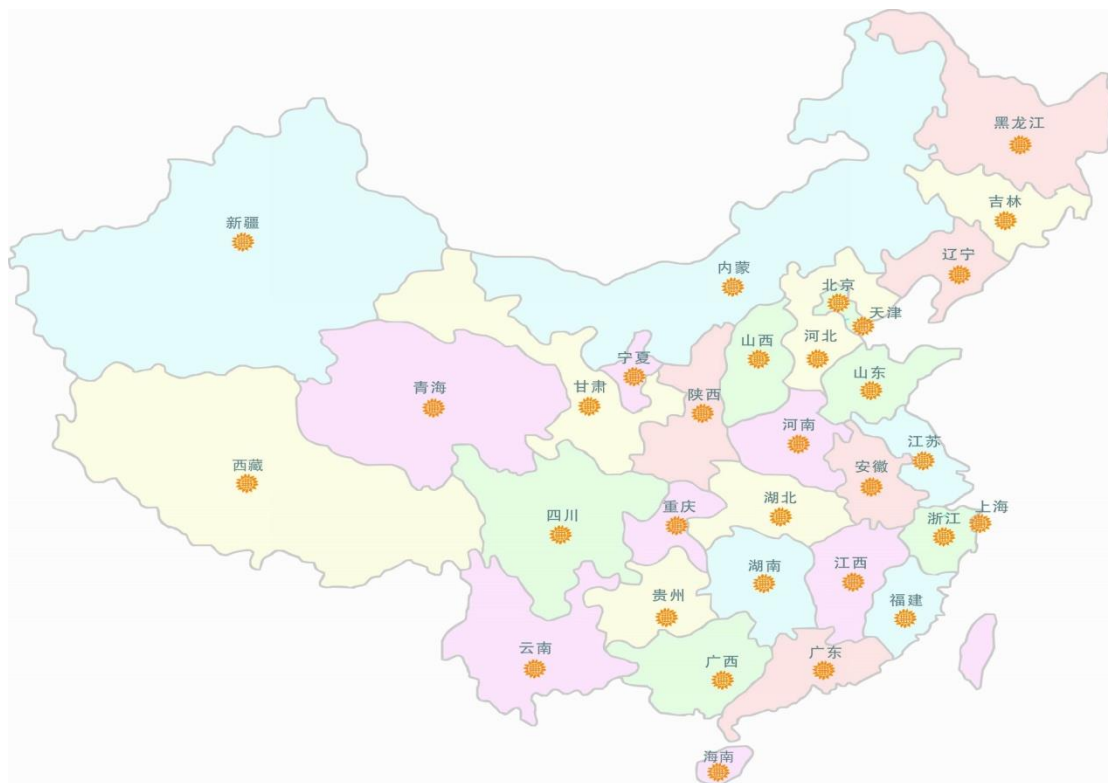 黑龙江
吉林
新疆
辽宁
内蒙
北京
天津
河北
山西
宁夏
山东
青海
甘肃
陕西
河南
江苏
西藏
安徽
湖北
重庆
上海
四川
浙江
湖南
江西
贵州
福建
云南
广西
广东
海南